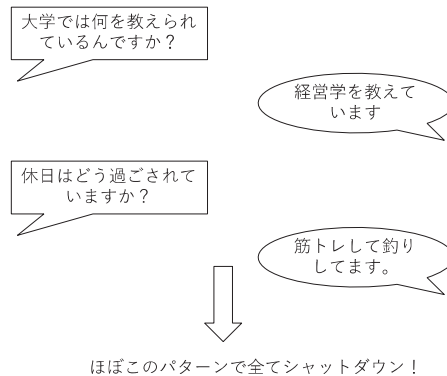 大学では何を教えられ
ているんですか？
経営学を教えて
います
休日はどう過ごされて
いますか？
筋トレして釣り
してます。
ほぼこのパターンで全てシャットダウン！